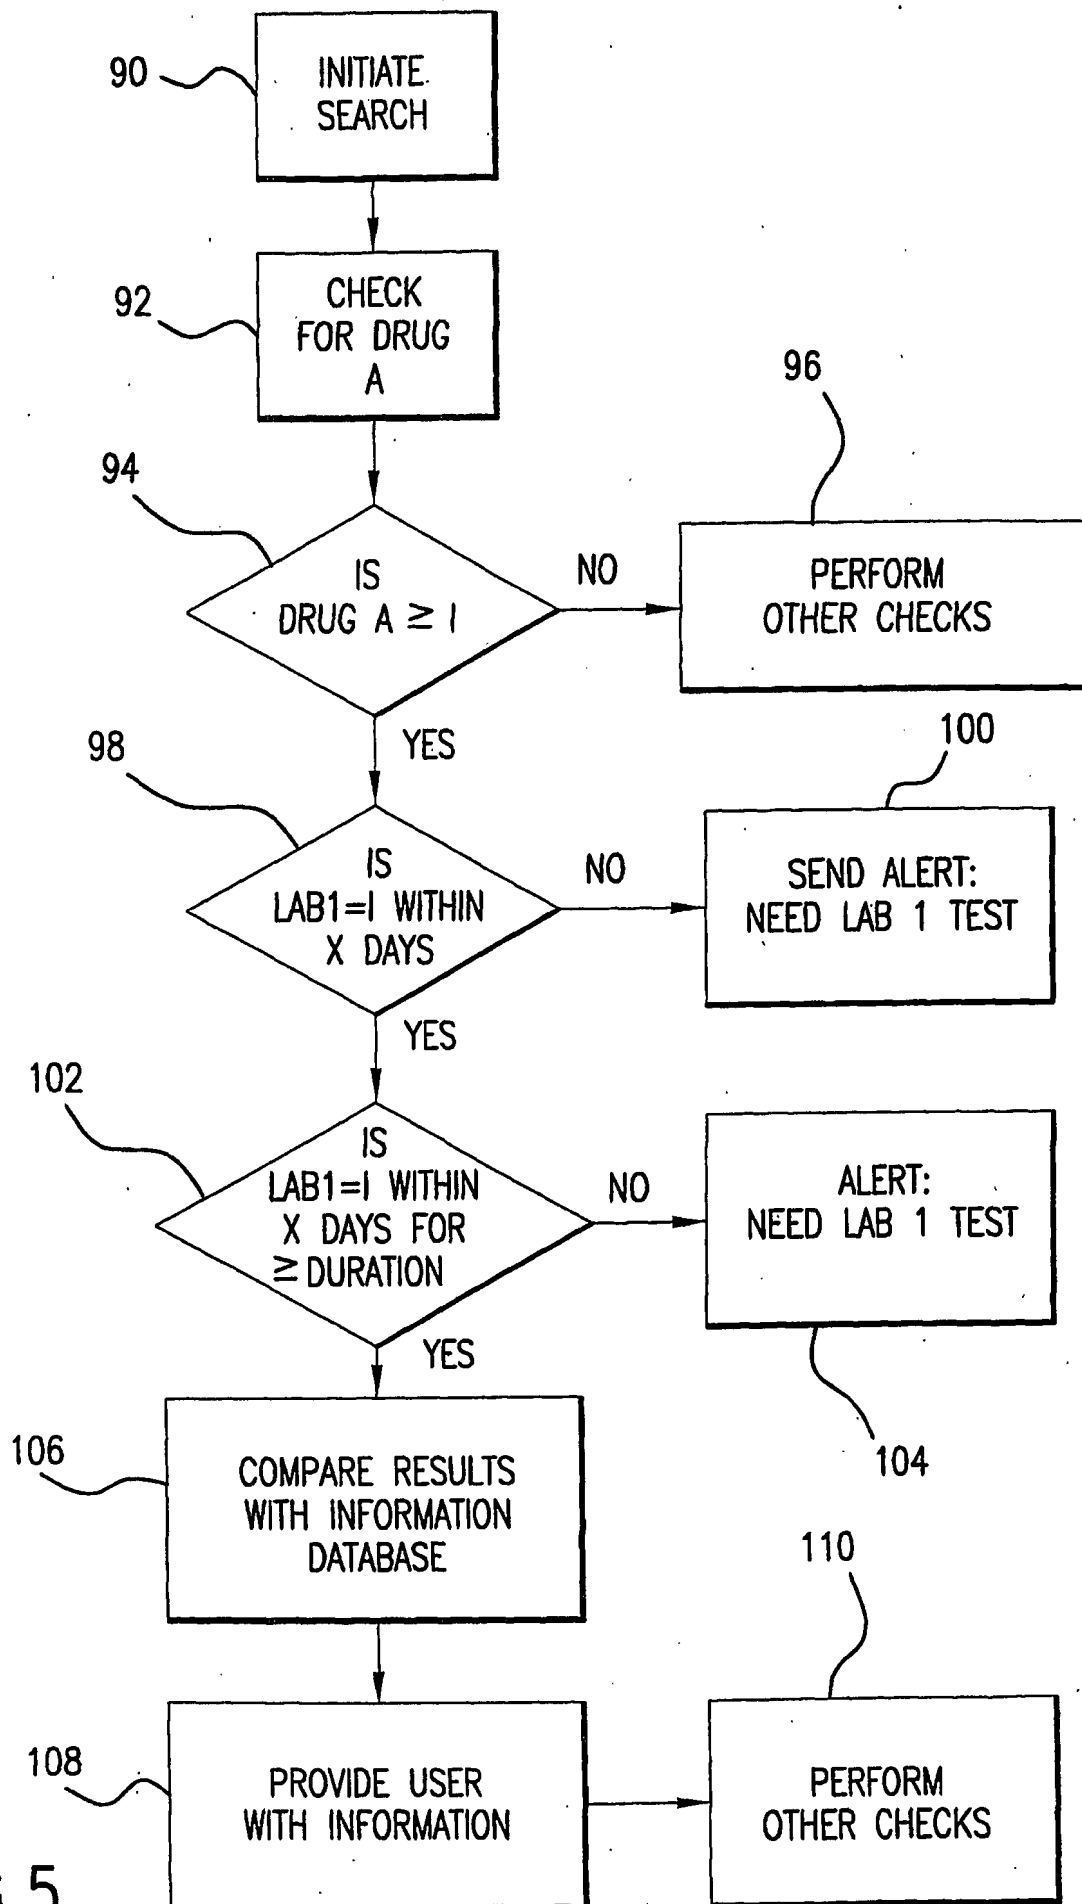 90
INITIATE
SEARCH
92
CHECK
FOR DRUG
A
94
IS
DRUG A ≥ I
NO
96
PERFORM
OTHER CHECKS
YES
98
IS
LAB1=I WITHIN
X DAYS
NO
100
SEND ALERT:
NEED LAB 1 TEST
YES
102
IS
LAB1=I WITHIN
X DAYS FOR
≥ DURATION
NO
ALERT:
NEED LAB 1 TEST
104
YES
106
COMPARE RESULTS
WITH INFORMATION
DATABASE
108
PROVIDE USER
WITH INFORMATION
110
PERFORM
OTHER CHECKS
5